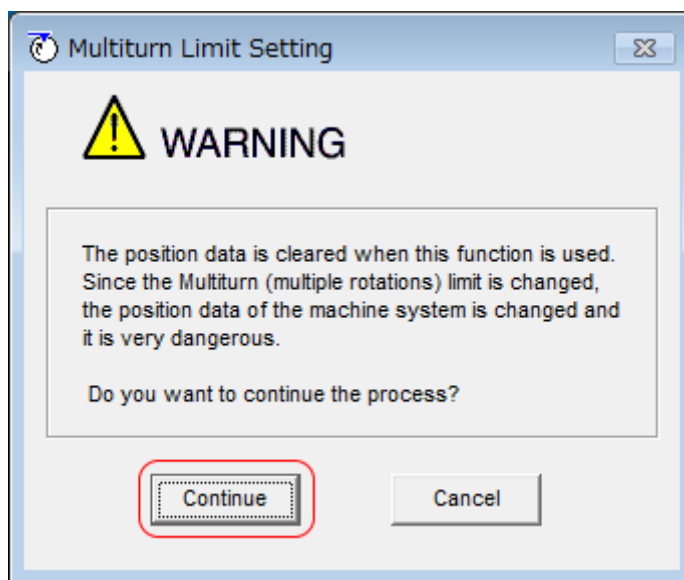 Multiturn Limit Setting
WARNING
The position data is cleared when this function is used.
Since the Multiturn (multiple rotations) limit is changed,
the position data of the machine system is changed and
it is very dangerous.
Do you want to continue the process?
Continue
Cancel